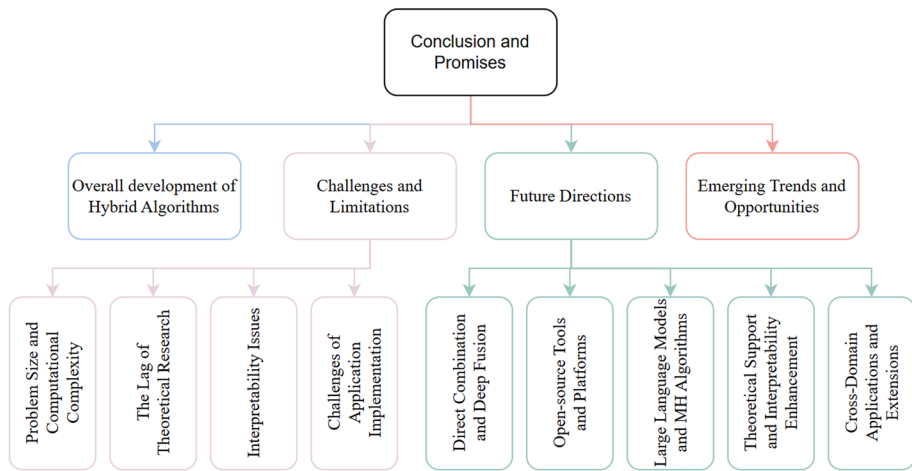 Conclusion and
Promises
Overall development of
Hybrid Algorithms
Challenges and
Limitations
Future Directions
Emerging Trends and
Opportunities
Problem Size and
Computational
Complexity
The Lag of
Theoretical Research
Interpretability Issues
Challenges of
Application
Implementation
Direct Combination
and Deep Fusion
Open-source Tools
and Platforms
Large Language Models
and MH Algorithms
Theoretical Support
and Interpretability
Enhancement
Cross-Domain
Applications and
Extensions